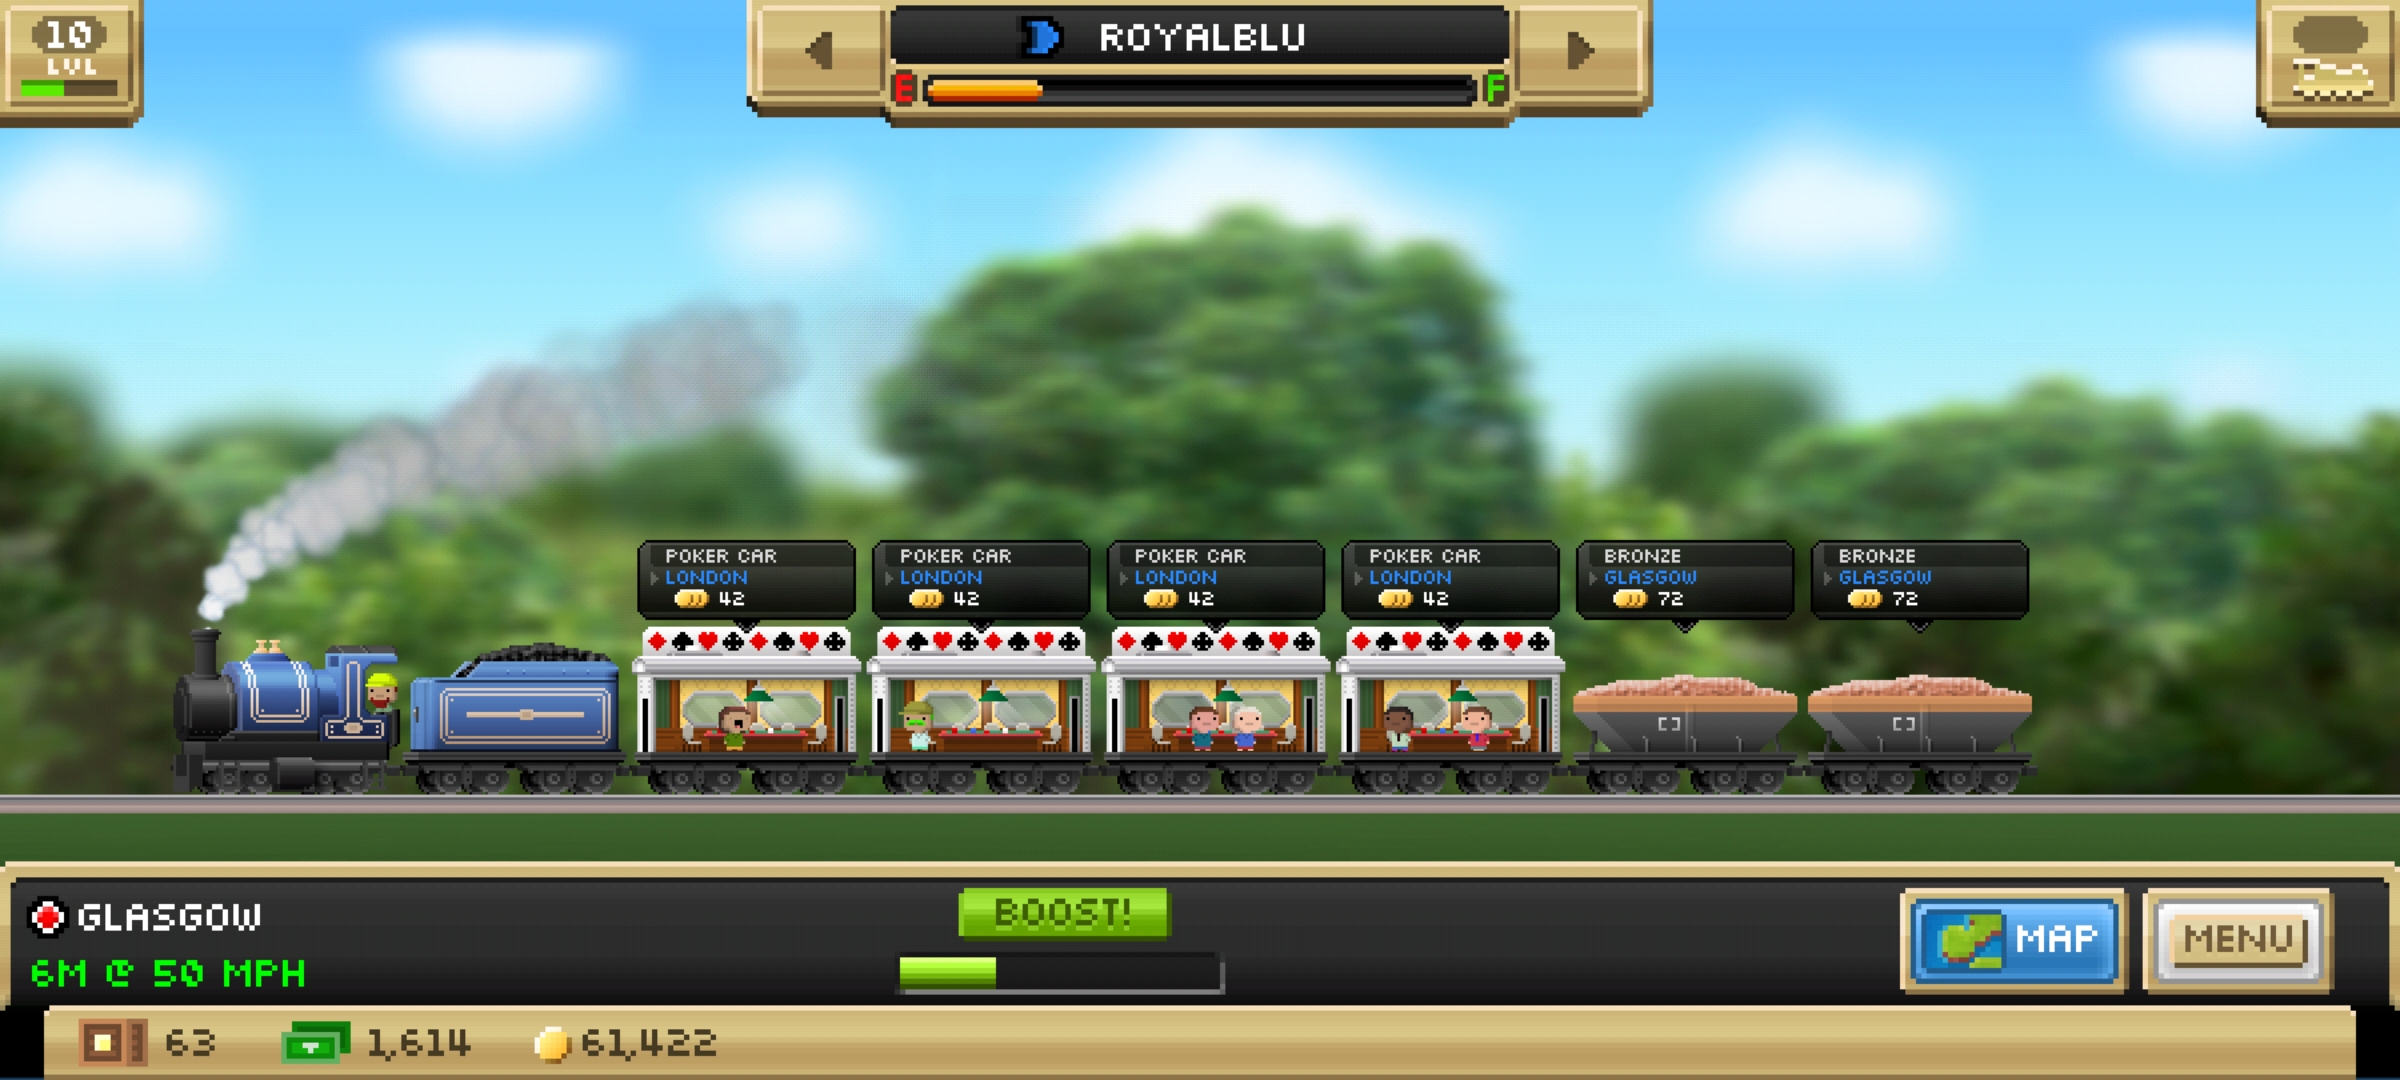 10
LVL
ROYALBLU
E F
POKER CAR
LONDON
42
POKER CAR
LONDON
42
POKER CAR
LONDON
42
POKER CAR
LONDON
42
BRONZE
GLASGOW
72
BRONZE
GLASGOW
72
GLASGOW
6M @ 50 MPH
BOOST!
MAP
MENU
63
1,614
61,422